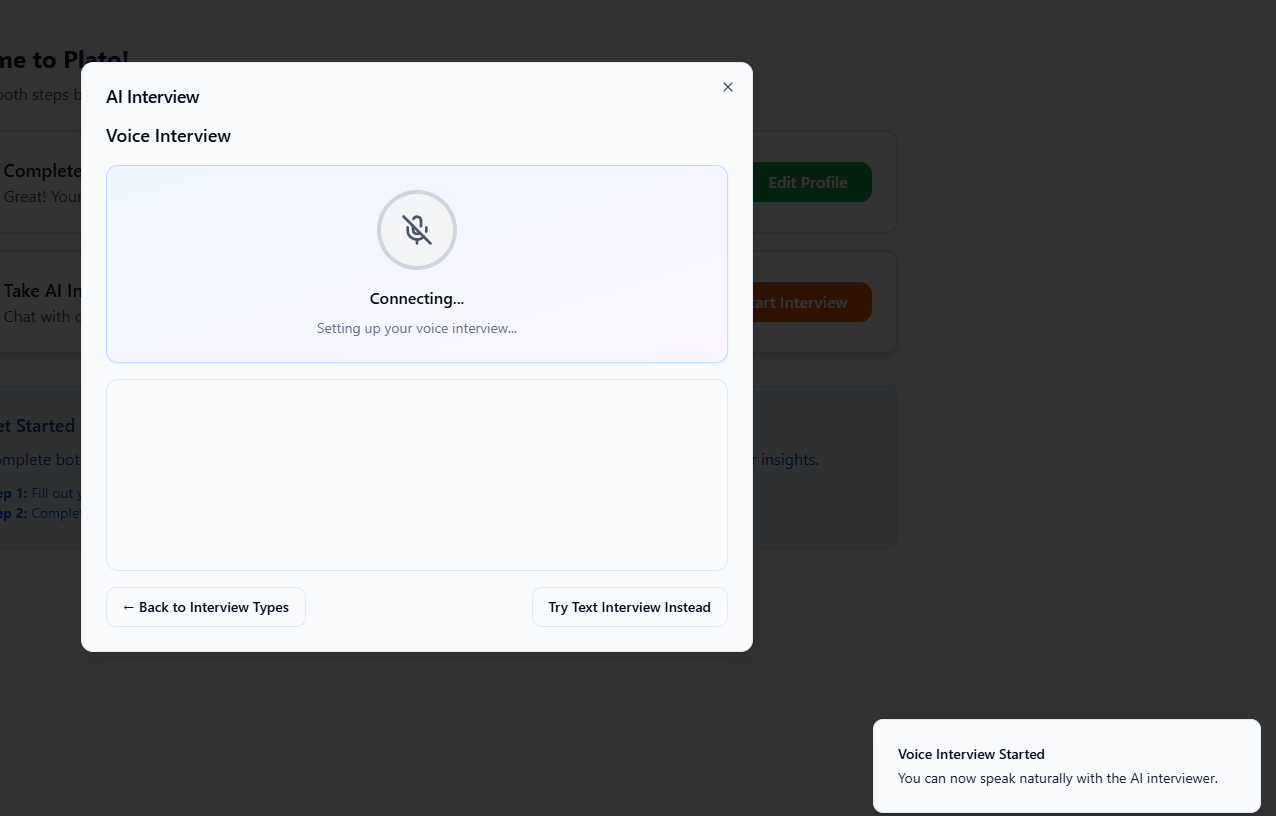 me to Plato!
both steps b
AI Interview
Voice Interview
Connecting...
Setting up your voice interview...
← Back to Interview Types
Try Text Interview Instead
Complete
Great! Your
Edit Profile
Take AI In
Chat with
art Interview
et Started
mplete bot
insights.
ep 1: Fill out y
ep 2: Complet
Voice Interview Started
You can now speak naturally with the AI interviewer.